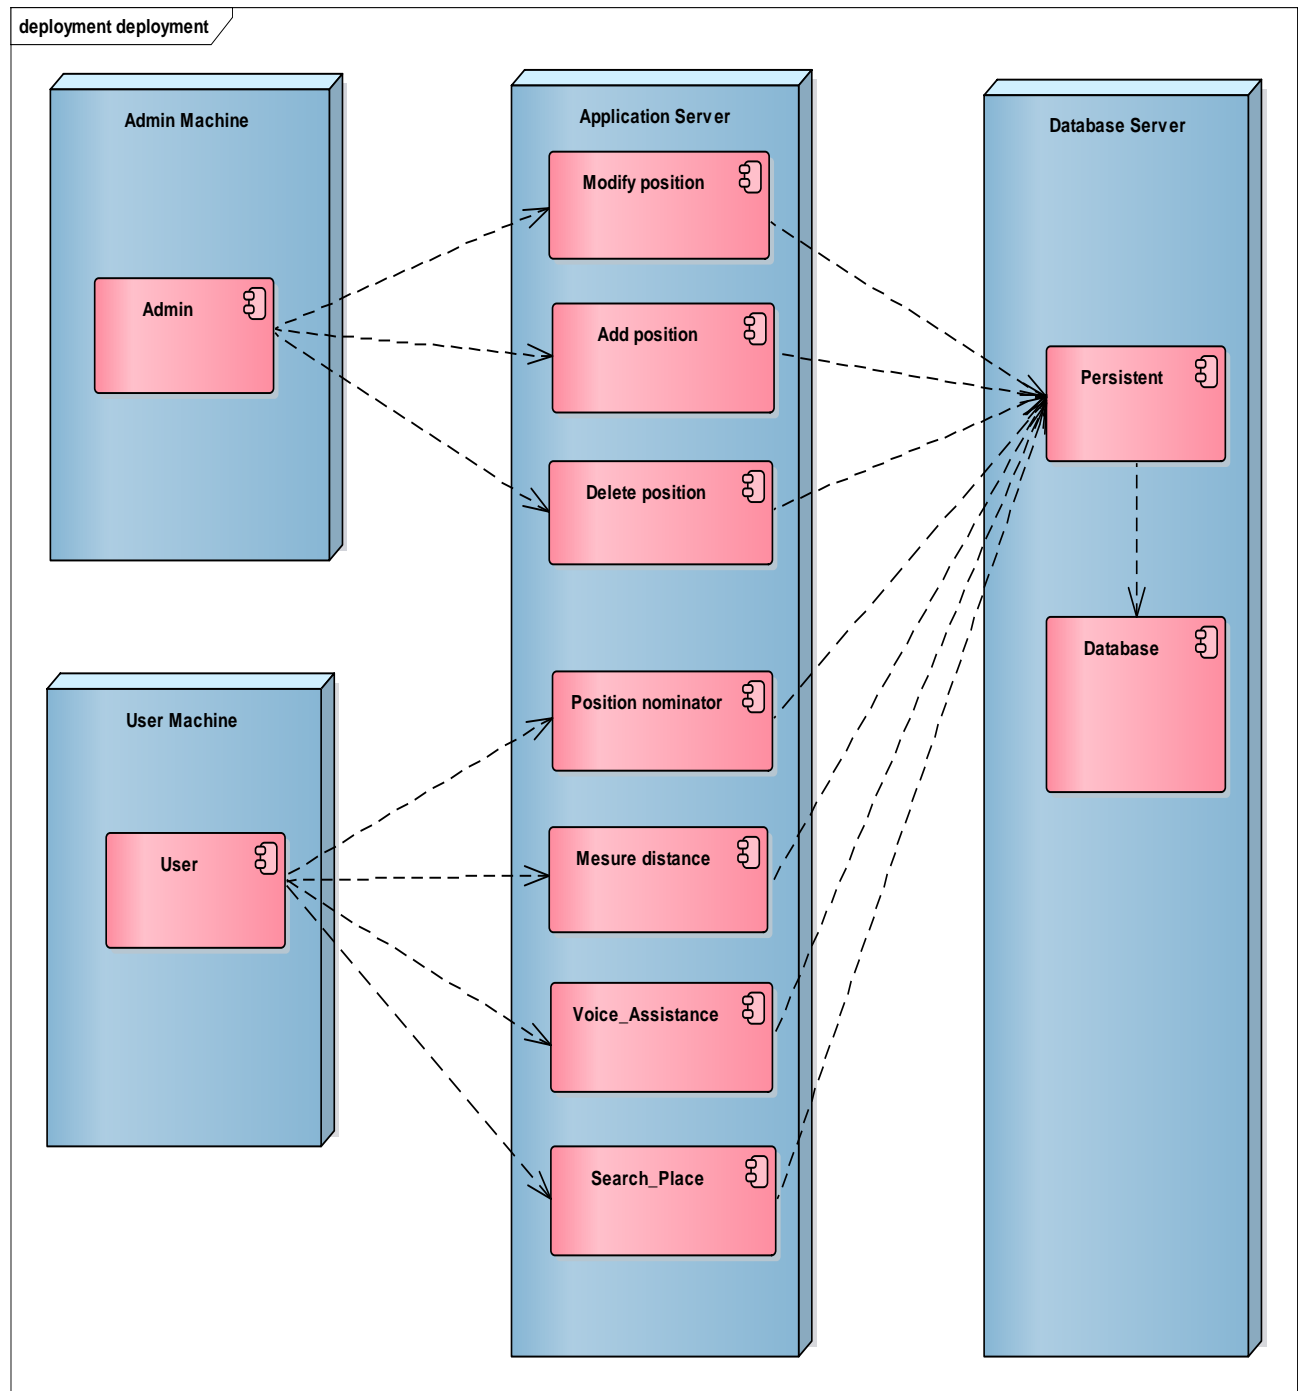 deployment deployment
Admin Machine
Admin
User Machine
User
Application Server
Modify position
Add position
Delete position
Position nominator
Mesure distance
Voice_Assistance
Search_Place
Database Server
Persistent
Database